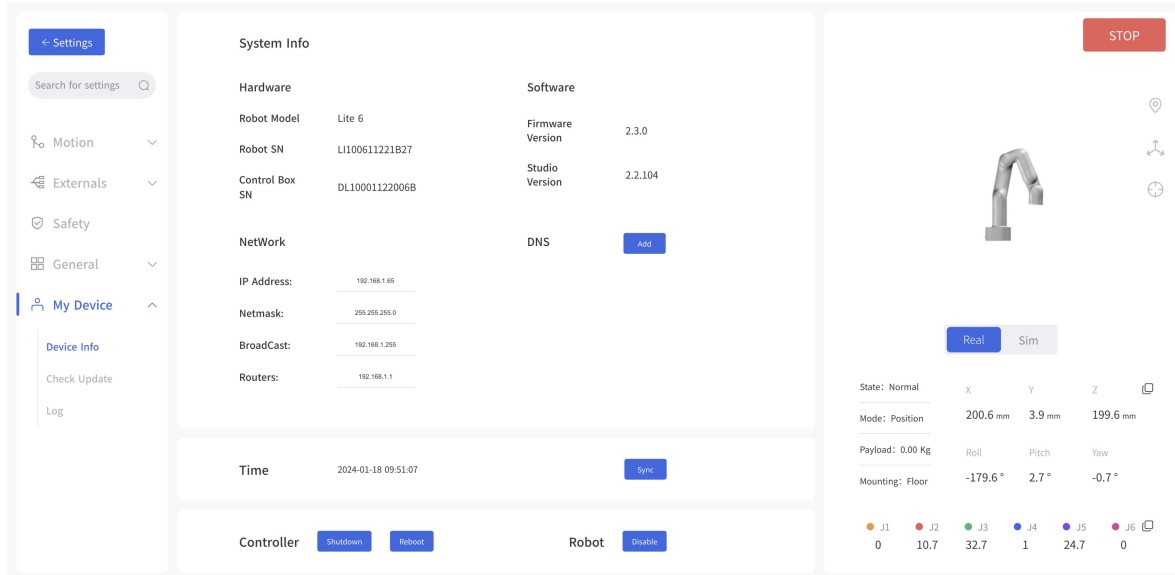 ← Settings
Search for settings
Motion
Externals
Safety
General
My Device
Device Info
Check Update
Log
System Info
Hardware
Robot Model Lite 6
Robot SN LI100611221B27
Control Box
SN
DL10001122006B
Software
Firmware
Version
2.3.0
Studio
Version
2.2.104
NetWork
IP Address: 192.168.1.65
Netmask: 255.255.255.0
BroadCast: 192.168.1.255
Routers: 192.168.1.1
DNS Add
Time 2024-01-18 09:51:07 Sync
Controller Shutdown Reboot Robot Disable
STOP
Real Sim
State: Normal
Mode: Position
Payload: 0.00 Kg
Mounting: Floor
X Y Z
200.6 mm 3.9 mm 199.6 mm
Roll Pitch Yaw
-179.6 ° 2.7 ° -0.7 °
J1 J2 J3 J4 J5 J6
0 10.7 32.7 1 24.7 0